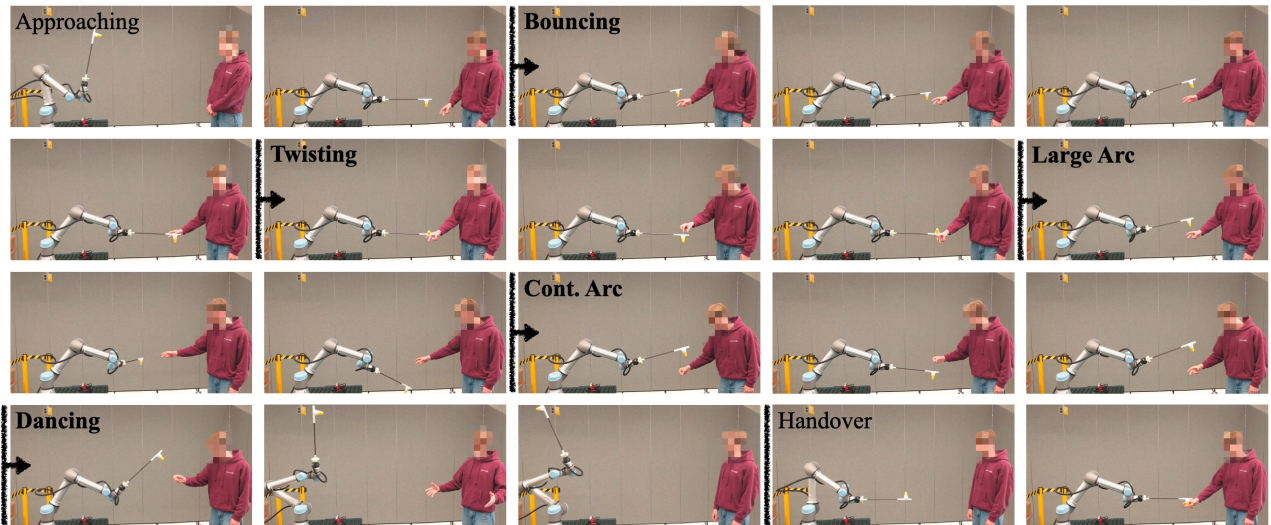 Approaching
Bouncing
Twisting
Large Arc
Cont. Arc
Dancing
Handover